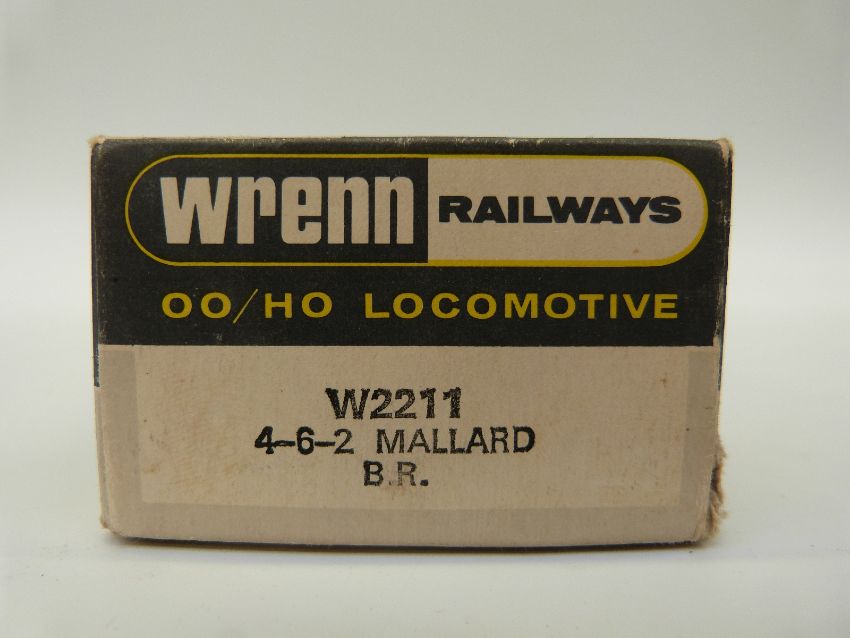 Wrenn RAILWAYS
OO/HO LOCOMOTIVE
W2211
4-6-2 MALLARD
B.R.